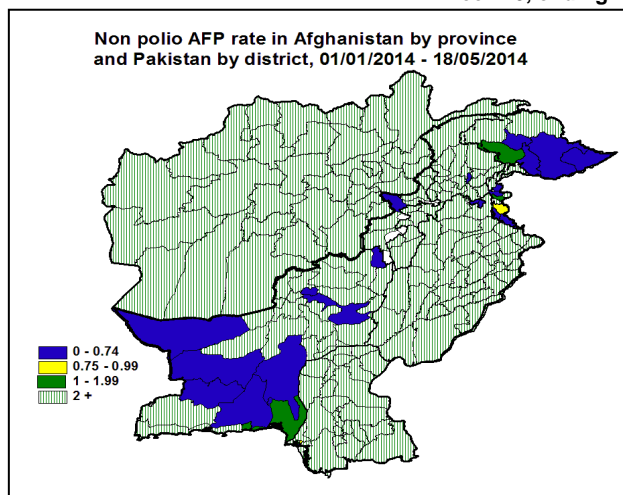 Non polio AFP rate in Afghanistan by province
and Pakistan by district, 01/01/2014 - 18/05/2014
0 - 0.74
0.75 - 0.99
1 - 1.99
2 +